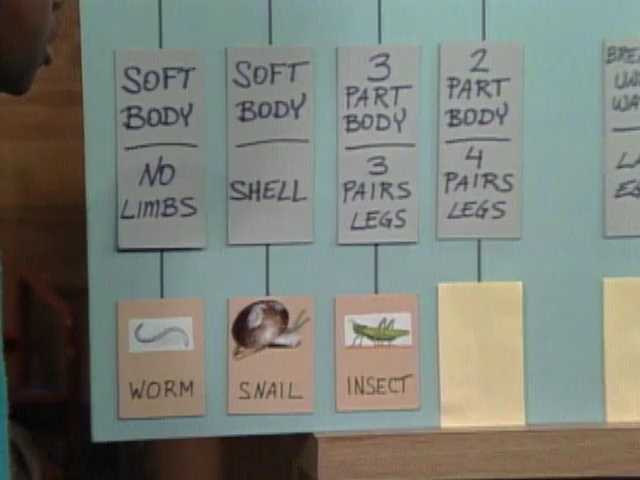 SOFT
BODY
NO
LIMBS
SOFT
BODY
SHELL
3
PART
BODY
3
PAIRS
LEGS
2
PART
BODY
4
PAIRS
LEGS
WORM
SNAIL
INSECT